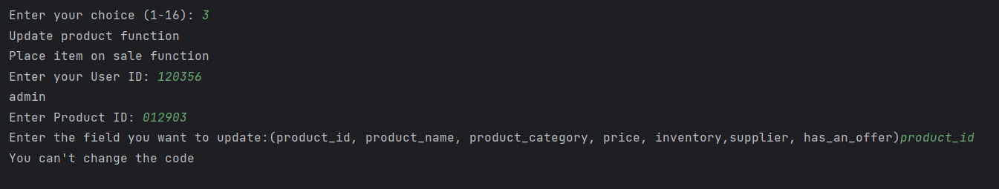 Enter your choice (1-16): 3
Update product function
Place item on sale function
Enter your User ID: 120356
admin
Enter Product ID: 012903
Enter the field you want to update:(product_id, product_name, product_category, price, inventory,supplier, has_an_offer)product_id
You can't change the code